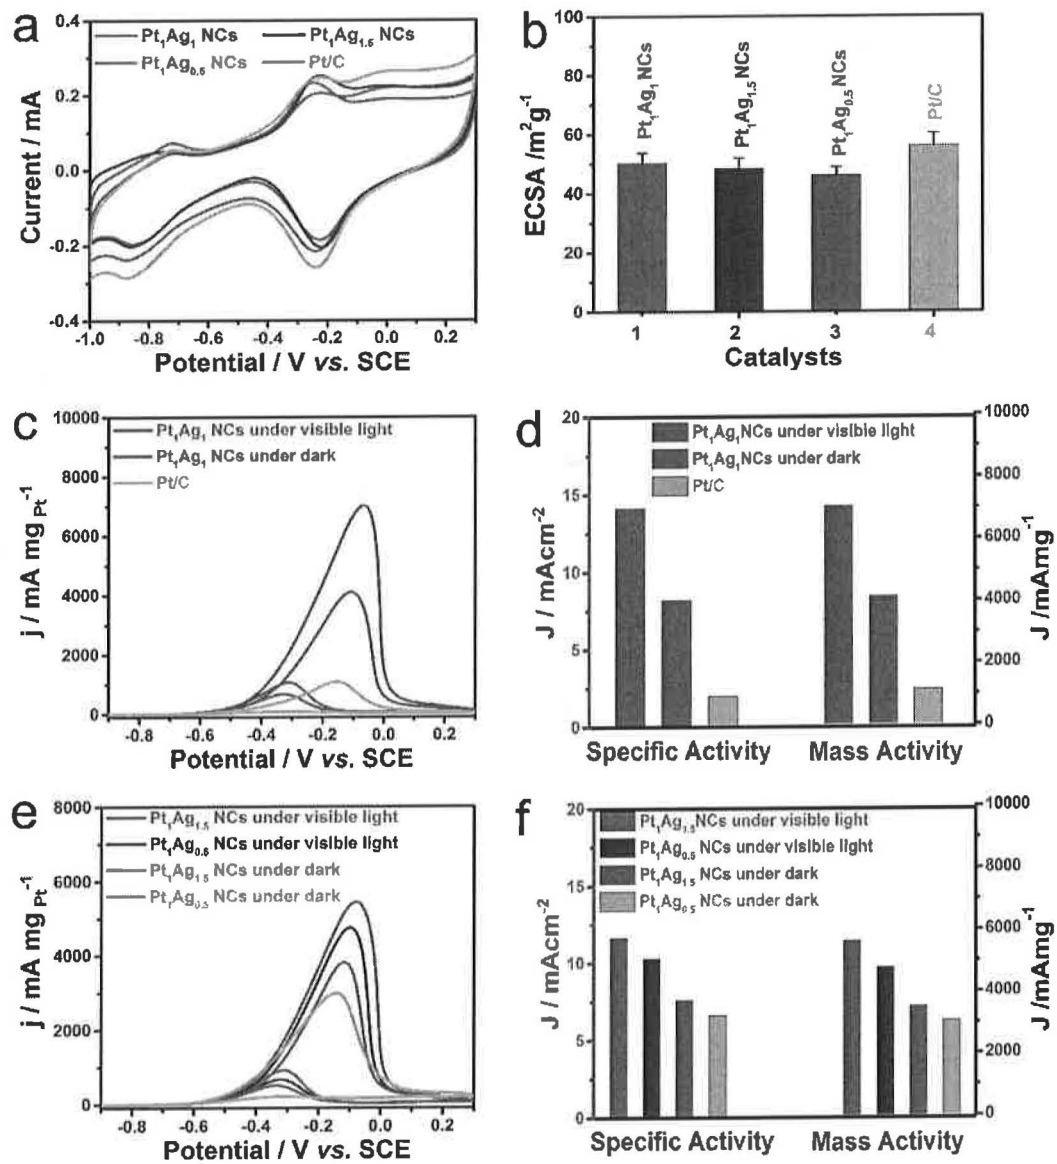 a
0.4
0.2
0.0
-0.2
-0.4
Current / mA
Pt₁Ag₁ NCs
Pt₁Ag₁.₅ NCs
Pt₁Ag₀.₅ NCs
Pt/C
-1.0 -0.8 -0.6 -0.4 -0.2 0.0 0.2
Potential / V vs. SCE
b
100
80
60
40
20
0
ECSA /m²g⁻¹
Pt₁Ag₁ NCs
Pt₁Ag₁.₅ NCs
Pt₁Ag₀.₅ NCs
Pt/C
1 2 3 4
Catalysts
c
10000
8000
6000
4000
2000
0
j / mA mg Pt⁻¹
Pt₁Ag₁ NCs under visible light
Pt₁Ag₁ NCs under dark
Pt/C
-0.8 -0.6 -0.4 -0.2 0.0 0.2
Potential / V vs. SCE
d
20
15
10
5
0
J / mAcm⁻²
Pt₁Ag₁NCs under visible light
Pt₁Ag₁NCs under dark
Pt/C
10000
8000
6000
4000
2000
0
J /mAmg⁻¹
Specific Activity Mass Activity
e
8000
6000
4000
2000
0
j / mA mg Pt⁻¹
Pt₁Ag₁.₅ NCs under visible light
Pt₁Ag₀.₅ NCs under visible light
Pt₁Ag₁.₅ NCs under dark
Pt₁Ag₀.₅ NCs under dark
-0.8 -0.6 -0.4 -0.2 0.0 0.2
Potential / V vs. SCE
f
20
15
10
5
0
J / mAcm⁻²
Pt₁Ag₁.₅NCs under visible light
Pt₁Ag₀.₅ NCs under visible light
Pt₁Ag₁.₅ NCs under dark
Pt₁Ag₀.₅ NCs under dark
10000
8000
6000
4000
2000
0
J /mAmg⁻¹
Specific Activity Mass Activity